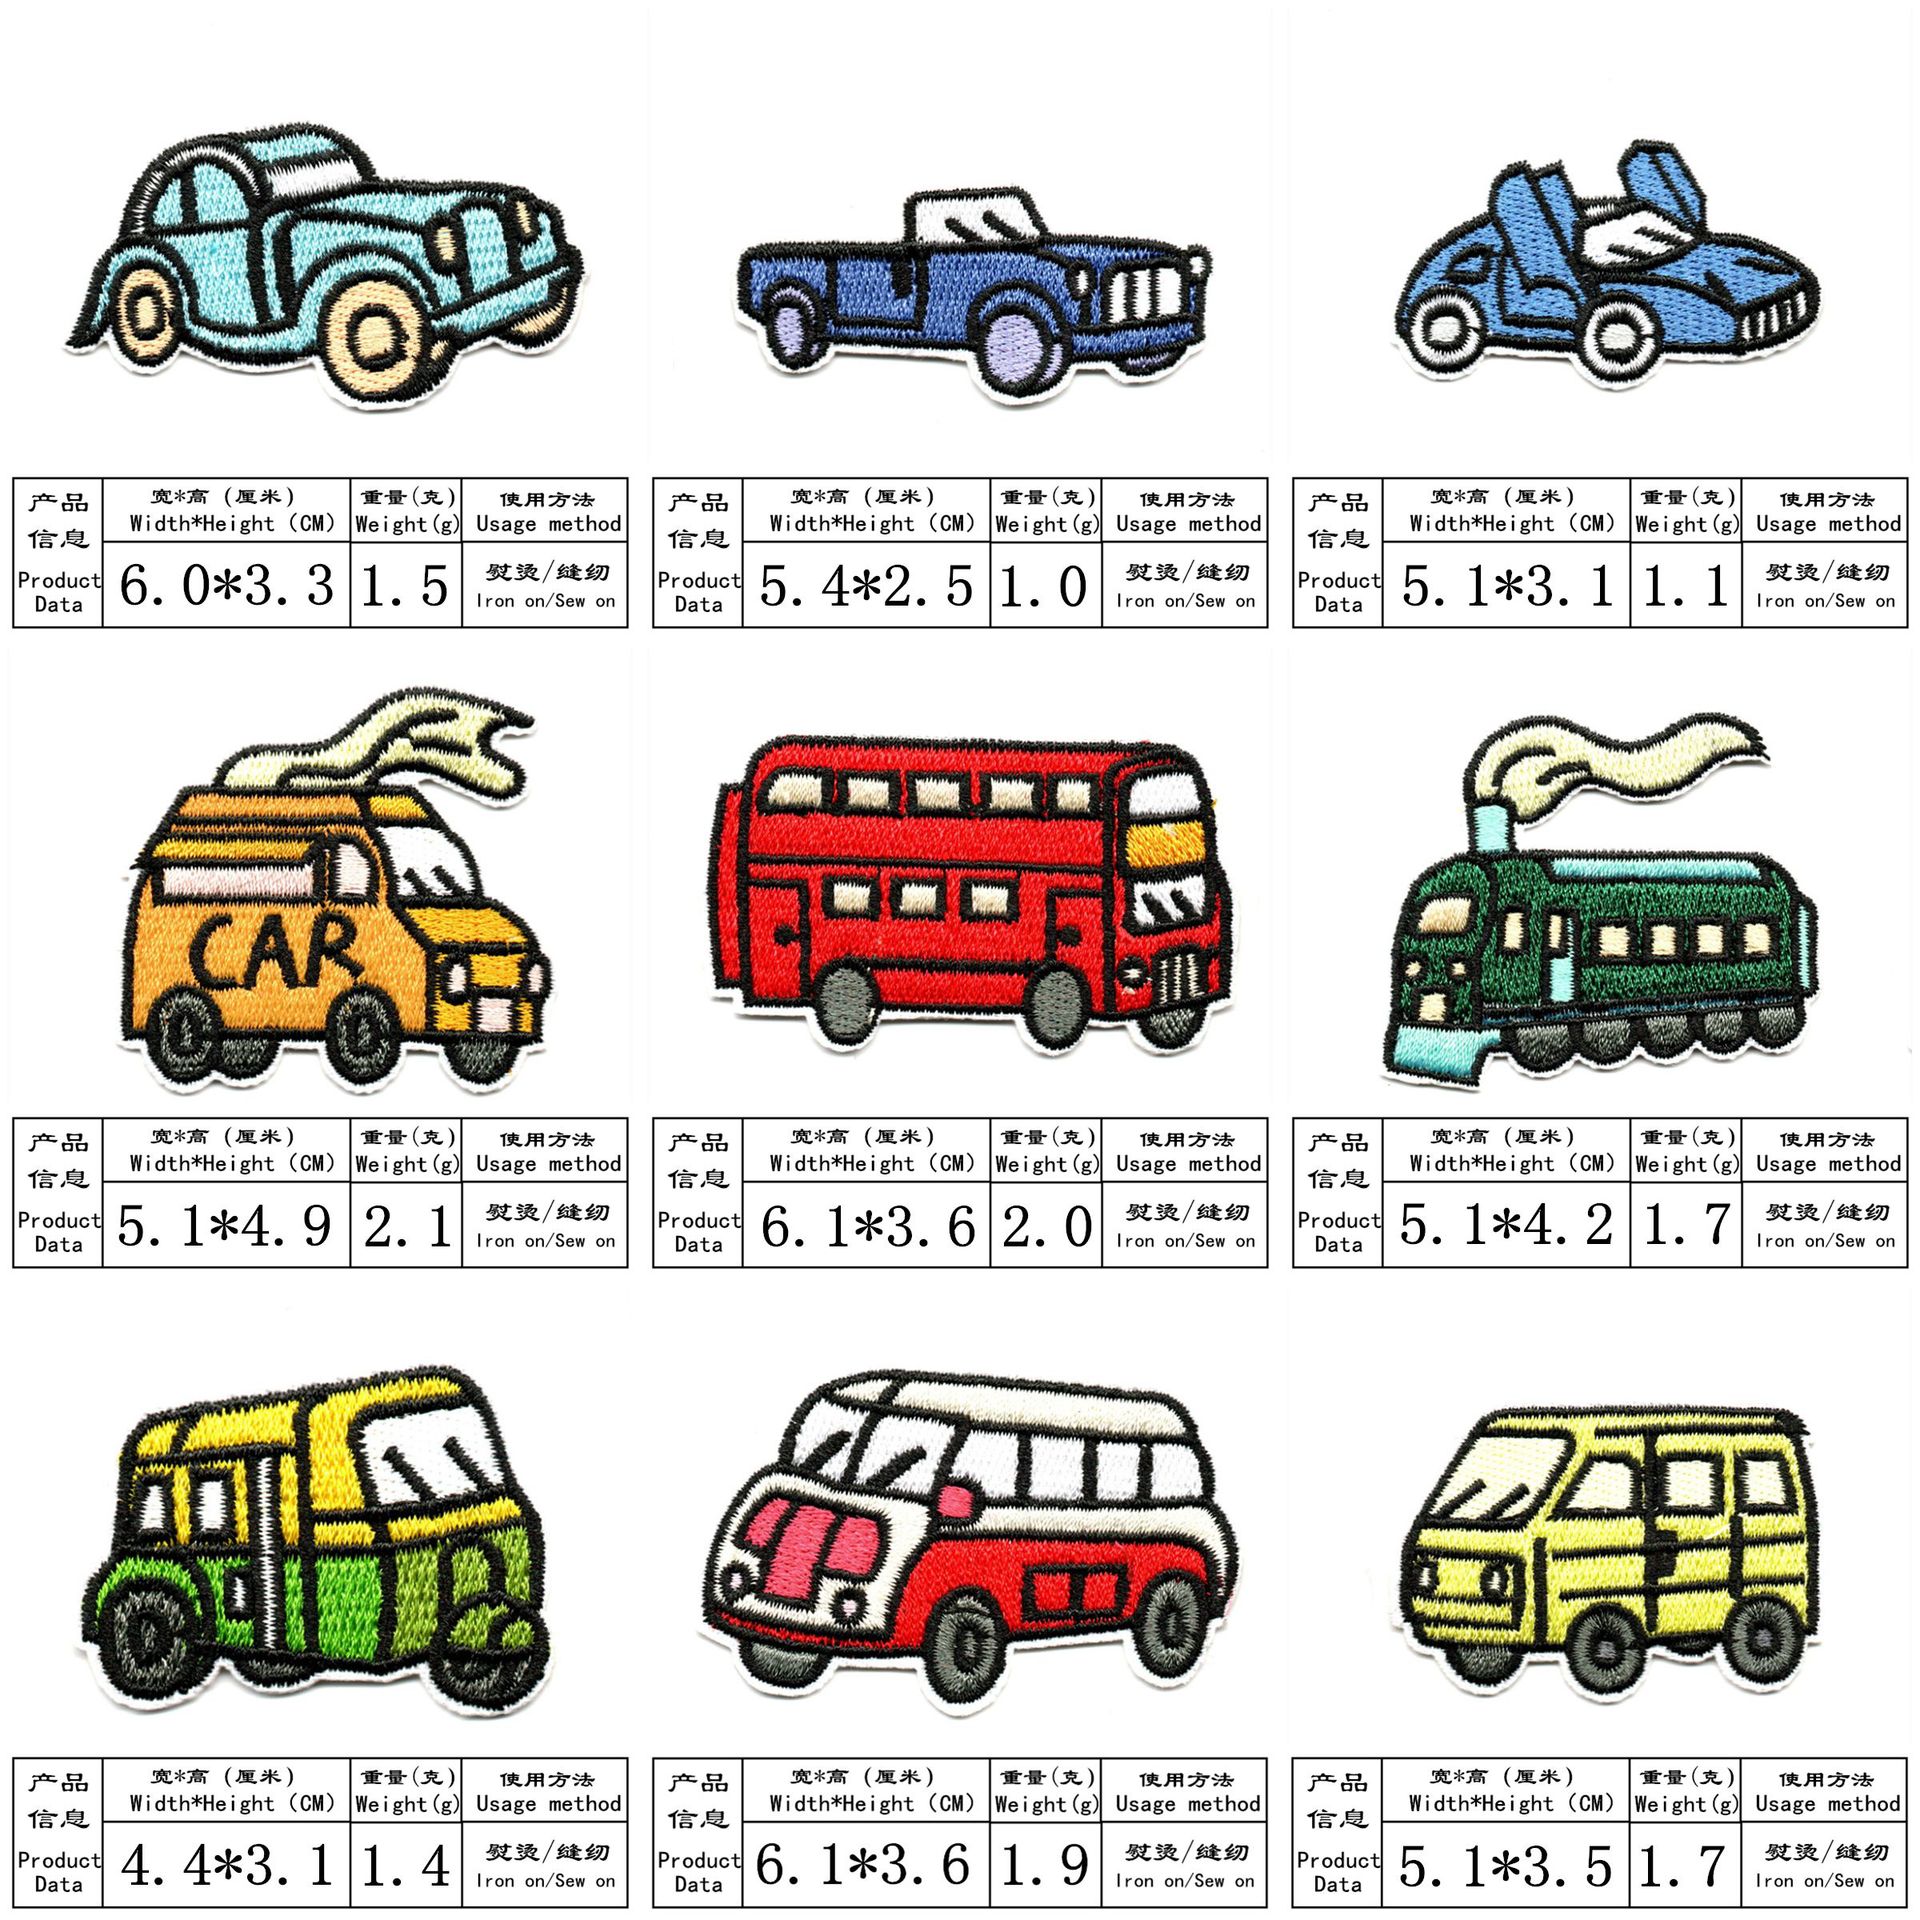 产品
信息
Product
Data
宽*高 (厘米)
Width*Height (CM)
重量(克)
Weight(g)
使用方法
Usage method
6.0*3.3
1.5
熨烫/缝纫
Iron on/Sew on
产品
信息
Product
Data
宽*高 (厘米)
Width*Height (CM)
重量(克)
Weight(g)
使用方法
Usage method
5.4*2.5
1.0
熨烫/缝纫
Iron on/Sew on
产品
信息
Product
Data
宽*高 (厘米)
Width*Height (CM)
重量(克)
Weight(g)
使用方法
Usage method
5.1*3.1
1.1
熨烫/缝纫
Iron on/Sew on
CAR
产品
信息
Product
Data
宽*高 (厘米)
Width*Height (CM)
重量(克)
Weight(g)
使用方法
Usage method
5.1*4.9
2.1
熨烫/缝纫
Iron on/Sew on
产品
信息
Product
Data
宽*高 (厘米)
Width*Height (CM)
重量(克)
Weight(g)
使用方法
Usage method
6.1*3.6
2.0
熨烫/缝纫
Iron on/Sew on
产品
信息
Product
Data
宽*高 (厘米)
Width*Height (CM)
重量(克)
Weight(g)
使用方法
Usage method
5.1*4.2
1.7
熨烫/缝纫
Iron on/Sew on
产品
信息
Product
Data
宽*高 (厘米)
Width*Height (CM)
重量(克)
Weight(g)
使用方法
Usage method
4.4*3.1
1.4
熨烫/缝纫
Iron on/Sew on
产品
信息
Product
Data
宽*高 (厘米)
Width*Height (CM)
重量(克)
Weight(g)
使用方法
Usage method
6.1*3.6
1.9
熨烫/缝纫
Iron on/Sew on
产品
信息
Product
Data
宽*高 (厘米)
Width*Height (CM)
重量(克)
Weight(g)
使用方法
Usage method
5.1*3.5
1.7
熨烫/缝纫
Iron on/Sew on